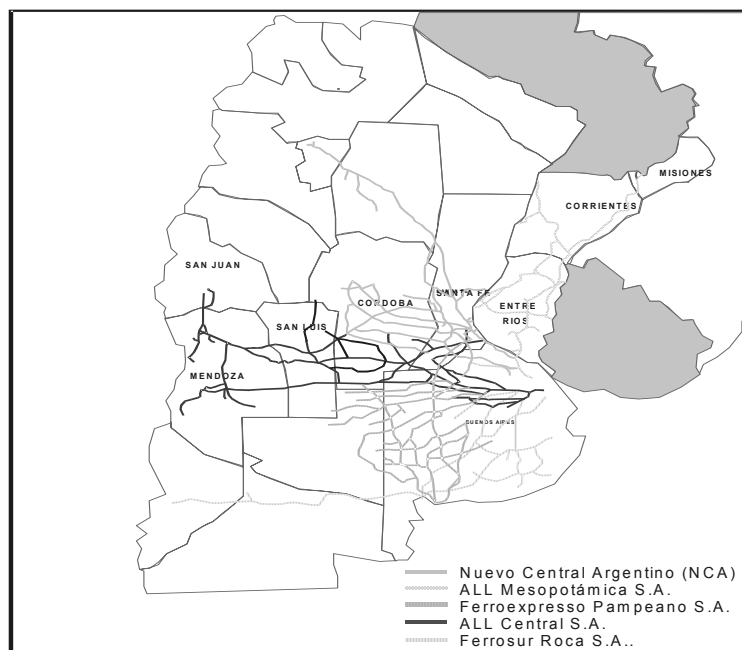 MISIONES
CORRIENTES
SAN JUAN
SANTA FE
CORDOBA
ENTRE
RIOS
SAN LUIS
MENDOZA
BUENOS AIRES
Nuevo Central Argentino (NCA)
ALL Mesopotámica S.A.
Ferroexpresso Pampeano S.A.
ALL Central S.A.
Ferrosur Roca S.A..